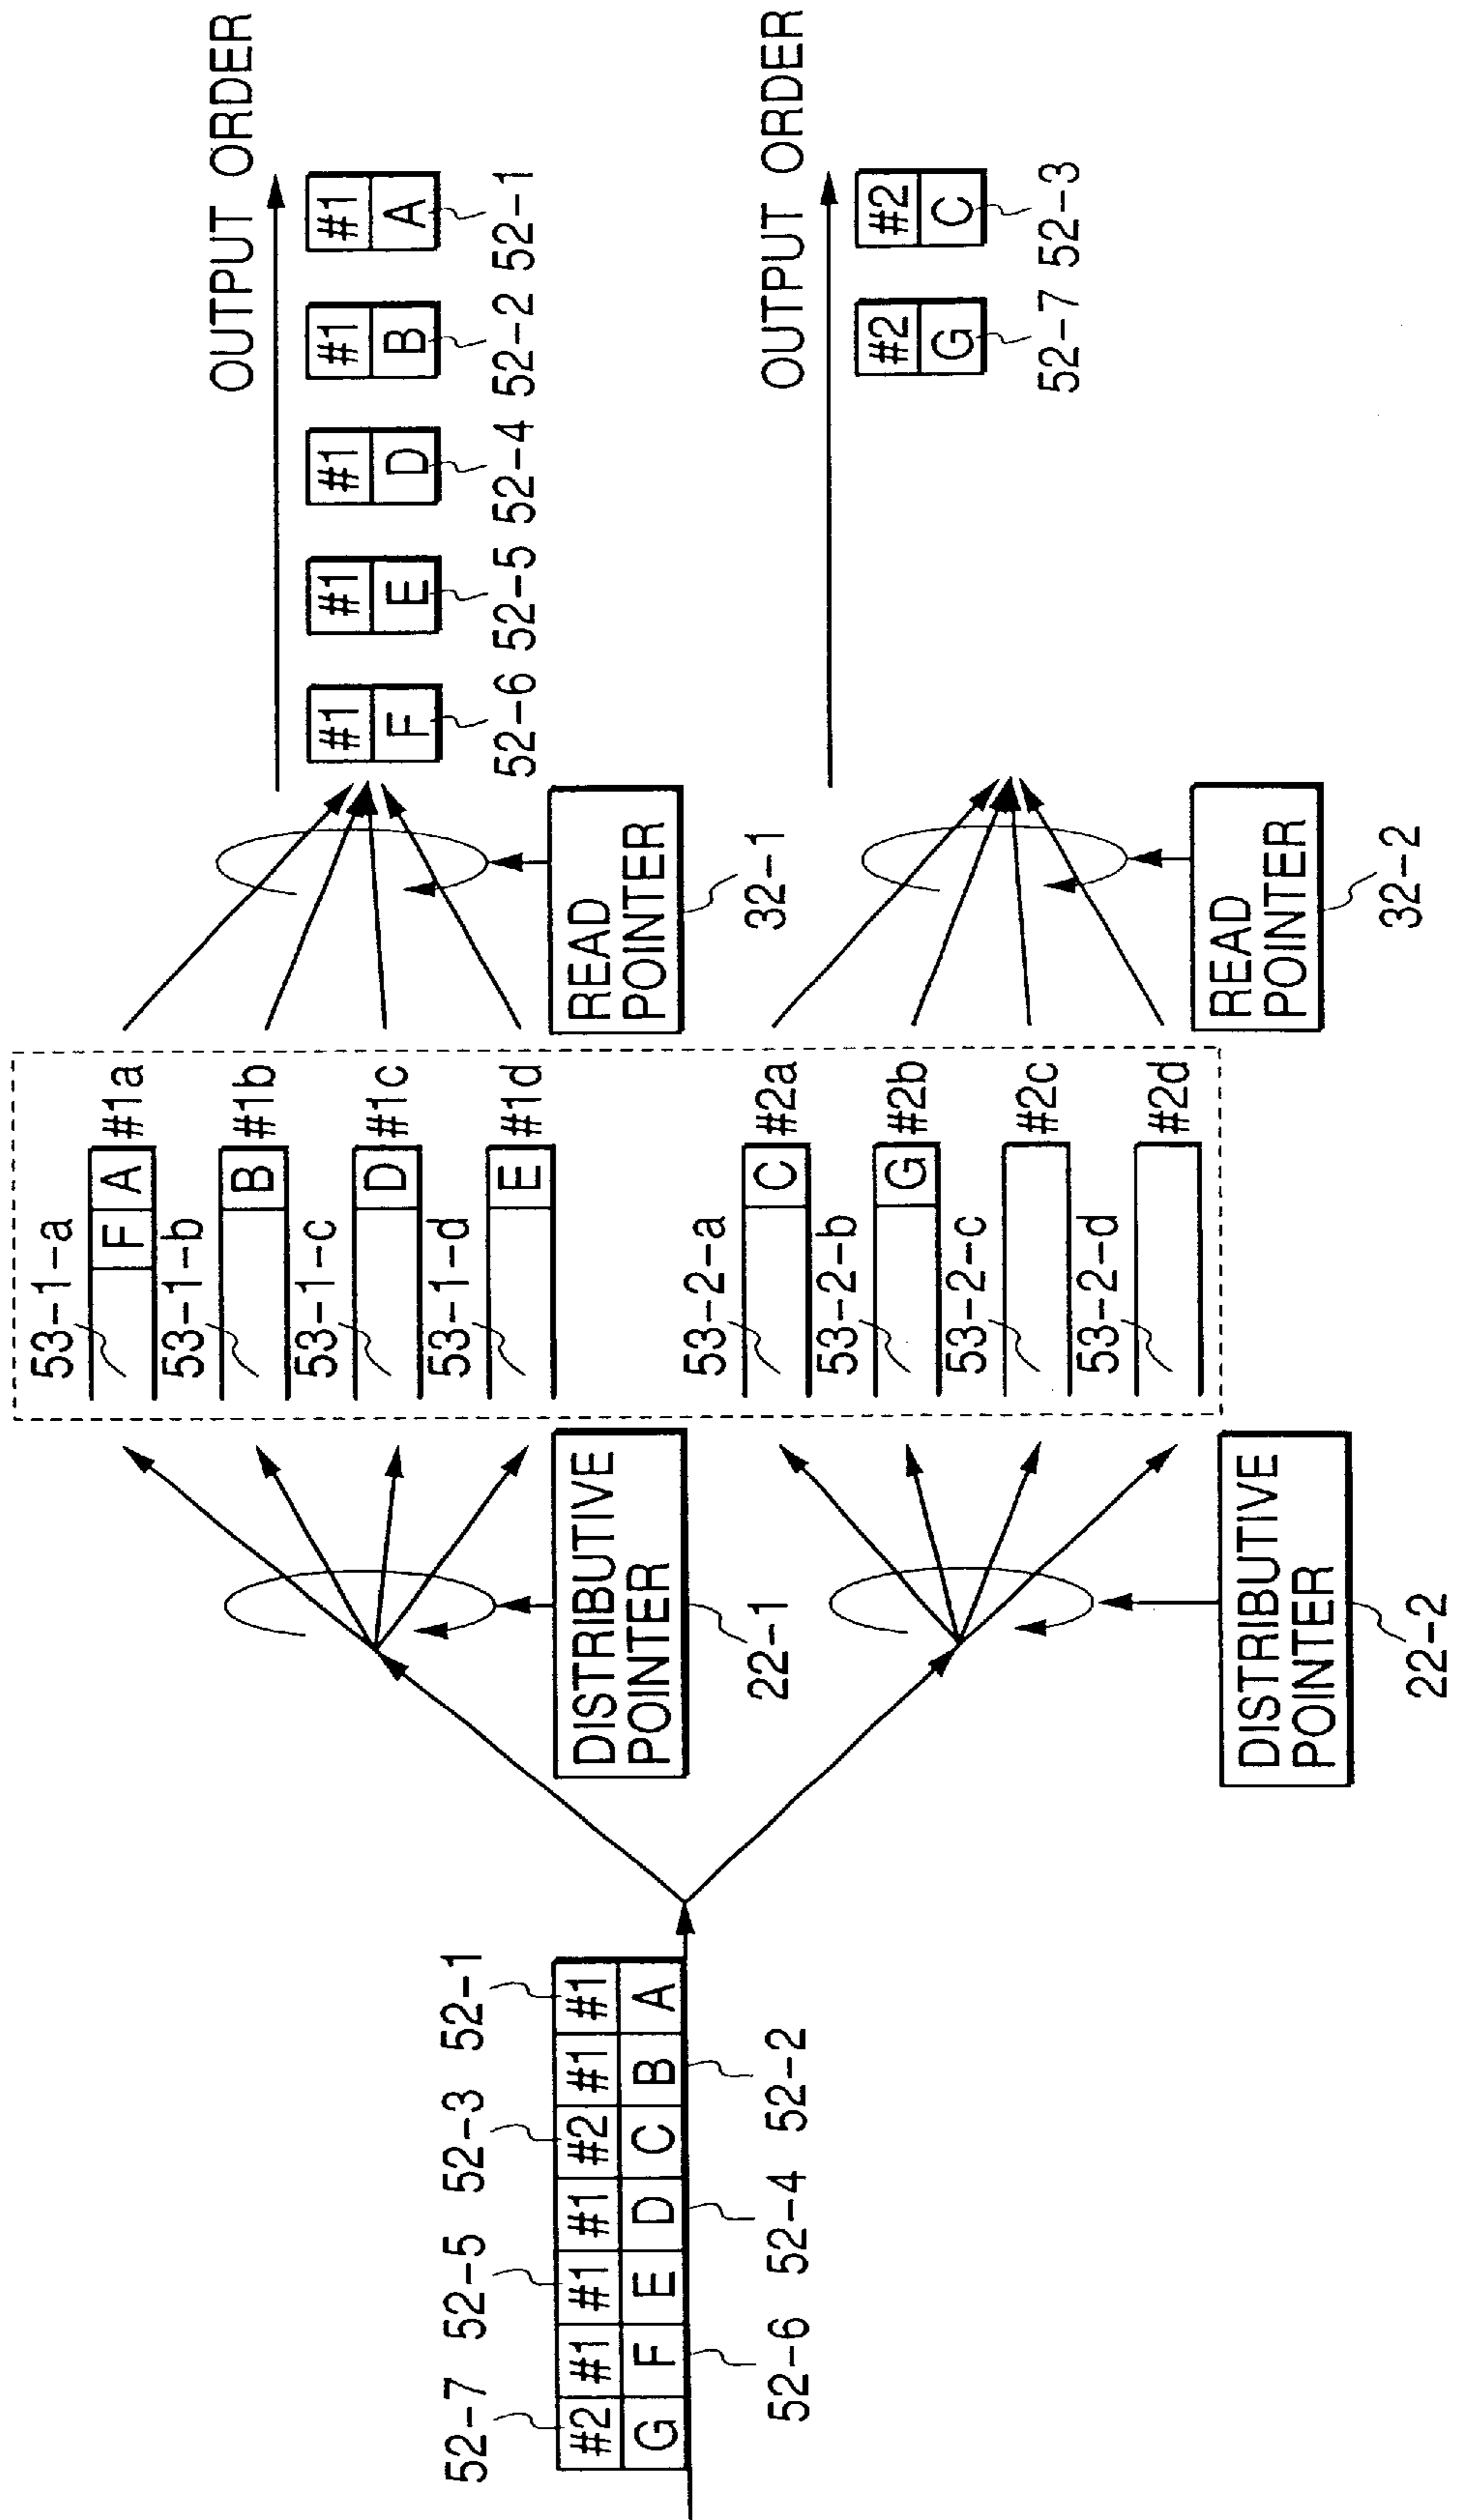 52-7 52-5 52-3 52-1
#2 #1 #1 #1 #2 #1 #1
G F E D C B A
52-6 52-4 52-2
DISTRIBUTIVE
POINTER
22-1
DISTRIBUTIVE
POINTER
22-2
53-1-a
F A
#1a
53-1-b
B
#1b
53-1-c
D
#1c
53-1-d
E
#1d
53-2-a
C
#2a
53-2-b
G
#2b
53-2-c
#2c
53-2-d
#2d
READ
POINTER
32-1
READ
POINTER
32-2
OUTPUT ORDER
#1 #1 #1 #1 #1
F E D B A
52-6 52-5 52-4 52-2 52-1
OUTPUT ORDER
#2 #2
G C
52-7 52-3